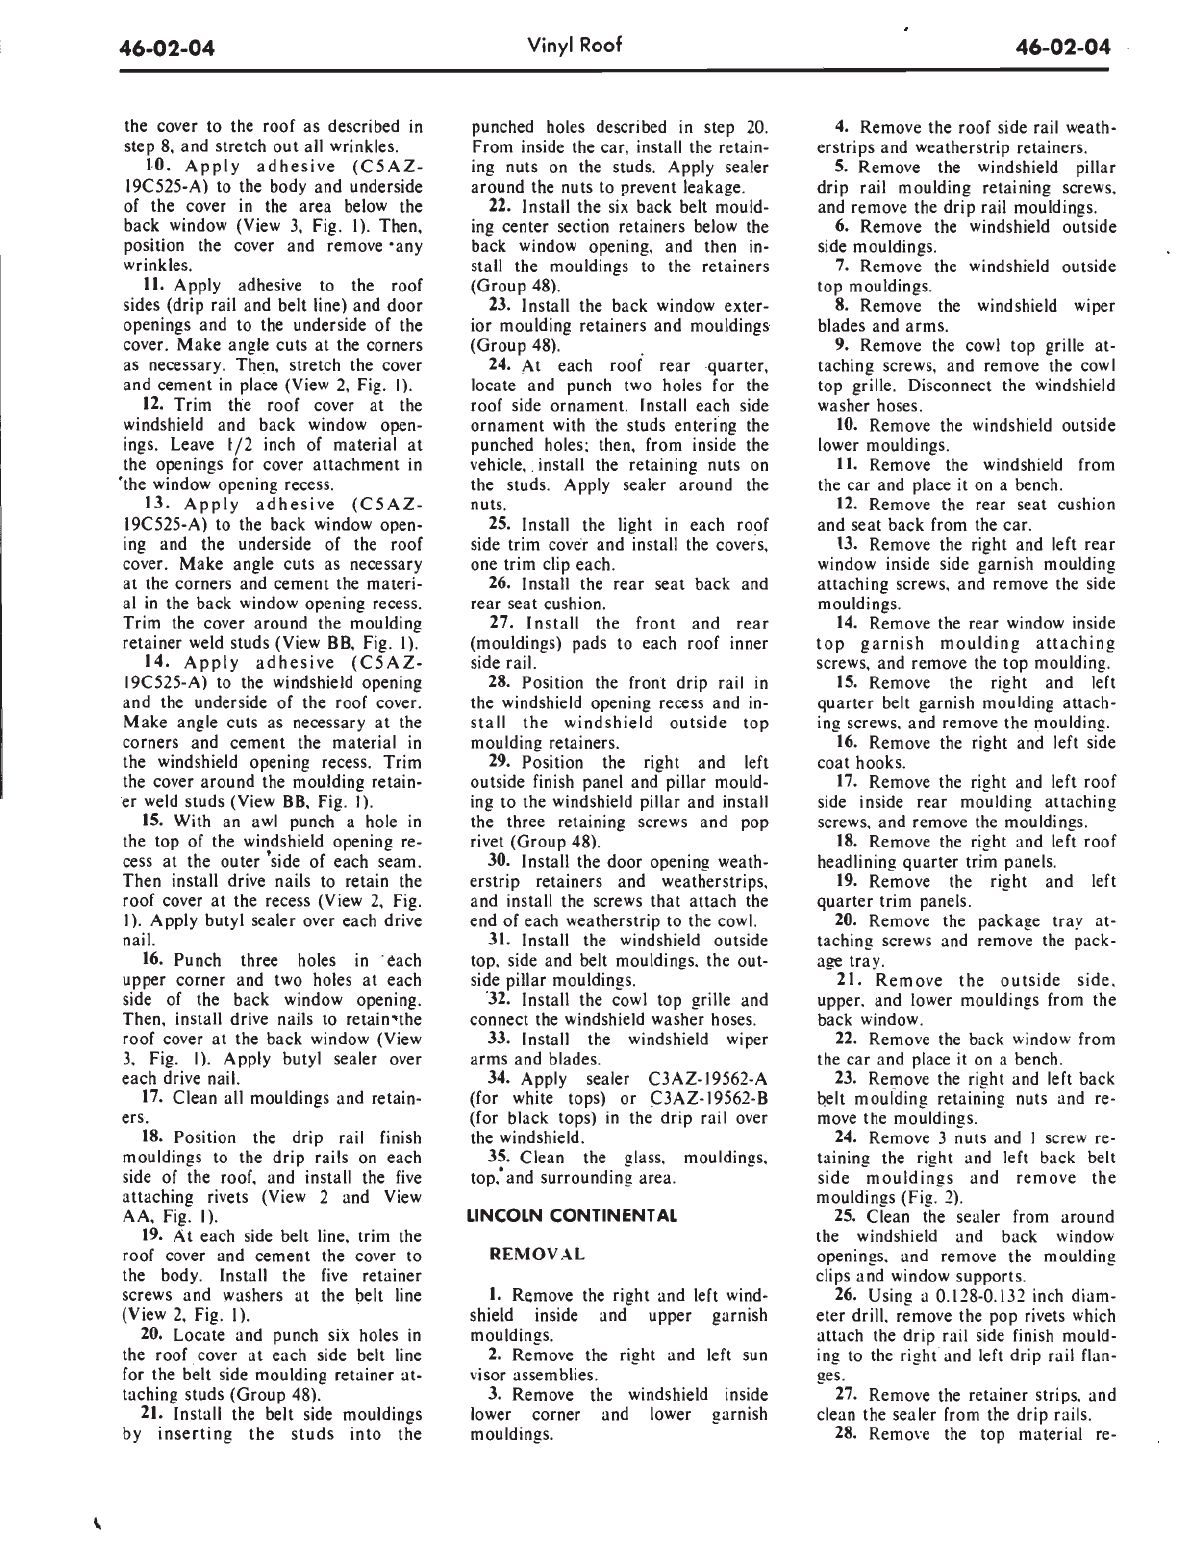 46-02-04
Vinyl Roof
46-02-04
the cover to the roof as described in
step 8, and stretch out all wrinkles.
10. Apply adhesive (C5AZ-
19C525-A) to the body and underside
of the cover in the area below the
back window (View 3, Fig. 1). Then,
position the cover and remove any
wrinkles.
11. Apply adhesive to the roof
sides (drip rail and belt line) and door
openings and to the underside of the
cover. Make angle cuts at the corners
as necessary. Then, stretch the cover
and cement in place (View 2, Fig. 1).
12. Trim the roof cover at the
windshield and back window open-
ings. Leave 1/2 inch of material at
the openings for cover attachment in
the window opening recess.
13. Apply adhesive (C5AZ-
19C525-A) to the back window open-
ing and the underside of the roof
cover. Make angle cuts as necessary
at the corners and cement the materi-
al in the back window opening recess.
Trim the cover around the moulding
retainer weld studs (View BB, Fig. 1).
14. Apply adhesive (C5AZ-
19C525-A) to the windshield opening
and the underside of the roof cover.
Make angle cuts as necessary at the
corners and cement the material in
the windshield opening recess. Trim
the cover around the moulding retain-
er weld studs (View BB, Fig. 1).
15. With an awl punch a hole in
the top of the windshield opening re-
cess at the outer side of each seam.
Then install drive nails to retain the
roof cover at the recess (View 2, Fig.
1). Apply butyl sealer over each drive
nail.
16. Punch three holes in each
upper corner and two holes at each
side of the back window opening.
Then, install drive nails to retain the
roof cover at the back window (View
3, Fig. 1). Apply butyl sealer over
each drive nail.
17. Clean all mouldings and retain-
ers.
18. Position the drip rail finish
mouldings to the drip rails on each
side of the roof, and install the five
attaching rivets (View 2 and View
AA, Fig. 1).
19. At each side belt line, trim the
roof cover and cement the cover to
the body. Install the five retainer
screws and washers at the belt line
(View 2, Fig. 1).
20. Locate and punch six holes in
the roof cover at each side belt line
for the belt side moulding retainer at-
taching studs (Group 48).
21. Install the belt side mouldings
by inserting the studs into the
punched holes described in step 20.
From inside the car, install the retain-
ing nuts on the studs. Apply sealer
around the nuts to prevent leakage.
22. Install the six back belt mould-
ing center section retainers below the
back window opening, and then in-
stall the mouldings to the retainers
(Group 48).
23. Install the back window exter-
ior moulding retainers and mouldings
(Group 48).
24. At each roof rear quarter,
locate and punch two holes for the
roof side ornament. Install each side
ornament with the studs entering the
punched holes; then, from inside the
vehicle, install the retaining nuts on
the studs. Apply sealer around the
nuts.
25. Install the light in each roof
side trim cover and install the covers,
one trim clip each.
26. Install the rear seat back and
rear seat cushion.
27. Install the front and rear
(mouldings) pads to each roof inner
side rail.
28. Position the front drip rail in
the windshield opening recess and in-
stall the windshield outside top
moulding retainers.
29. Position the right and left
outside finish panel and pillar mould-
ing to the windshield pillar and install
the three retaining screws and pop
rivet (Group 48).
30. Install the door opening weath-
erstrip retainers and weatherstrips,
and install the screws that attach the
end of each weatherstrip to the cowl.
31. Install the windshield outside
top, side and belt mouldings, the out-
side pillar mouldings.
32. Install the cowl top grille and
connect the windshield washer hoses.
33. Install the windshield wiper
arms and blades.
34. Apply sealer C3AZ-19562-A
(for white tops) or C3AZ-19562-B
(for black tops) in the drip rail over
the windshield.
35. Clean the glass, mouldings,
top, and surrounding area.
LINCOLN CONTINENTAL
REMOVAL
1. Remove the right and left wind-
shield inside and upper garnish
mouldings.
2. Remove the right and left sun
visor assemblies.
3. Remove the windshield inside
lower corner and lower garnish
mouldings.
4. Remove the roof side rail weath-
erstrips and weatherstrip retainers.
5. Remove the windshield pillar
drip rail moulding retaining screws,
and remove the drip rail mouldings.
6. Remove the windshield outside
side mouldings.
7. Remove the windshield outside
top mouldings.
8. Remove the windshield wiper
blades and arms.
9. Remove the cowl top grille at-
taching screws, and remove the cowl
top grille. Disconnect the windshield
washer hoses.
10. Remove the windshield outside
lower mouldings.
11. Remove the windshield from
the car and place it on a bench.
12. Remove the rear seat cushion
and seat back from the car.
13. Remove the right and left rear
window inside side garnish moulding
attaching screws, and remove the side
mouldings.
14. Remove the rear window inside
top garnish moulding attaching
screws, and remove the top moulding.
15. Remove the right and left
quarter belt garnish moulding attach-
ing screws, and remove the moulding.
16. Remove the right and left side
coat hooks.
17. Remove the right and left roof
side inside rear moulding attaching
screws, and remove the mouldings.
18. Remove the right and left roof
headlining quarter trim panels.
19. Remove the right and left
quarter trim panels.
20. Remove the package tray at-
taching screws and remove the pack-
age tray.
21. Remove the outside side,
upper, and lower mouldings from the
back window.
22. Remove the back window from
the car and place it on a bench.
23. Remove the right and left back
belt moulding retaining nuts and re-
move the mouldings.
24. Remove 3 nuts and 1 screw re-
taining the right and left back belt
side mouldings and remove the
mouldings (Fig. 2).
25. Clean the sealer from around
the windshield and back window
openings, and remove the moulding
clips and window supports.
26. Using a 0.128-0.132 inch diam-
eter drill, remove the pop rivets which
attach the drip rail side finish mould-
ing to the right and left drip rail flan-
ges.
27. Remove the retainer strips, and
clean the sealer from the drip rails.
28. Remove the top material re-